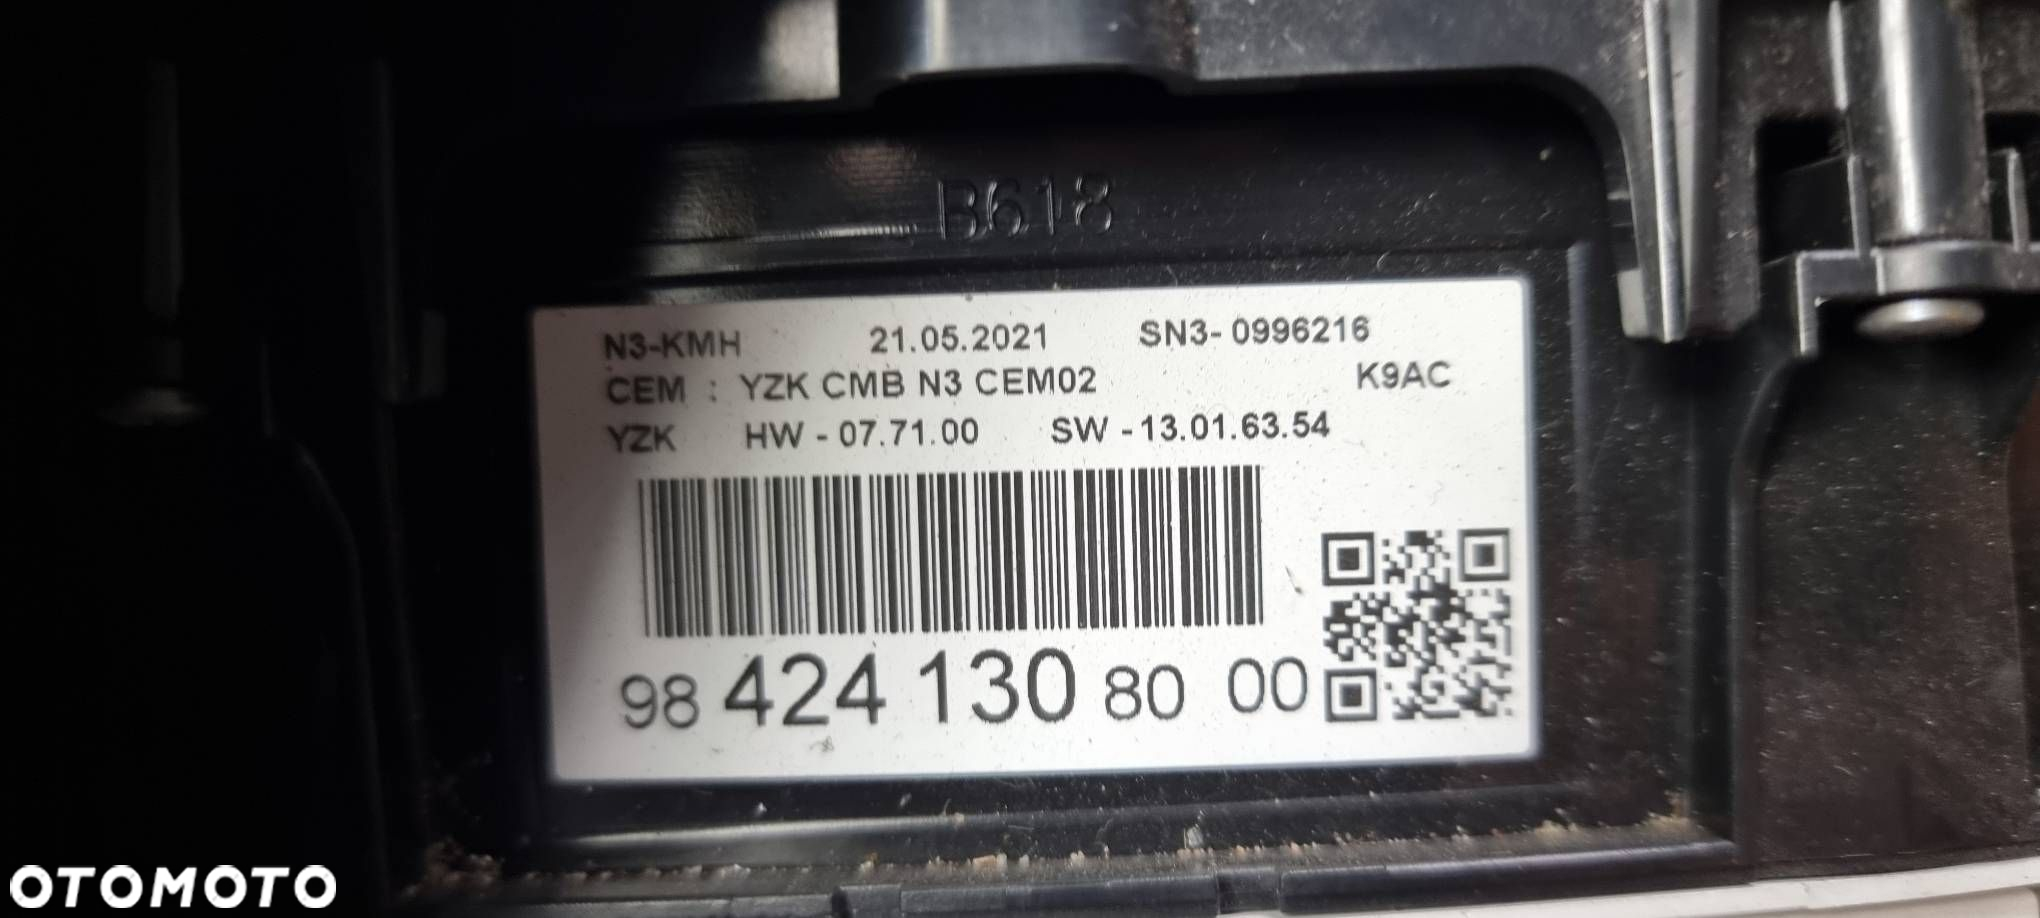 B618
N3-KMH 21.05.2021 SN3- 0996216
CEM : YZK CMB N3 CEM02 K9AC
YZK HW - 07.71.00 SW -13.01.63.54
98 424 130 80 00
OTOMOTO